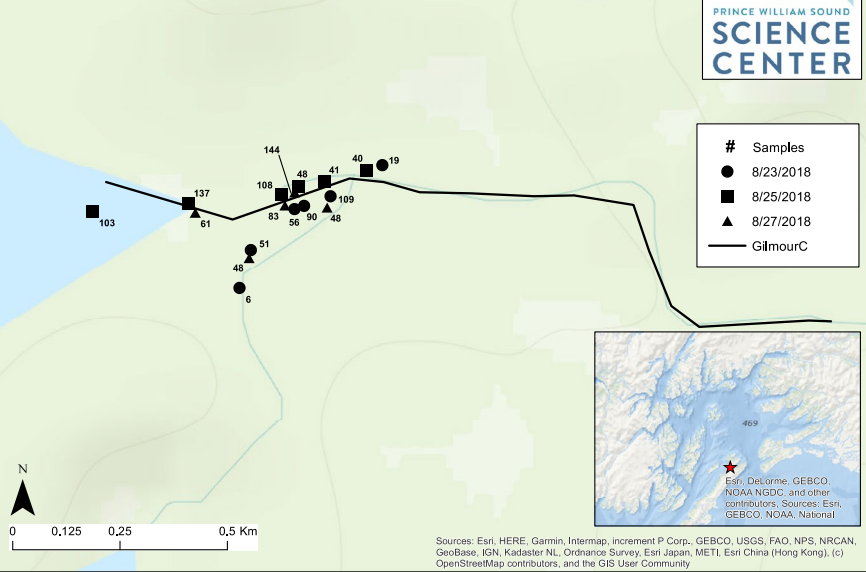 PRINCE WILLIAM SOUND
SCIENCE
CENTER
# Samples
8/23/2018
8/25/2018
8/27/2018
GilmourC
144
48
41
40
19
137
108
109
103
61
83
56
90
48
51
48
6
469
Esri, DeLorme, GEBCO,
NOAA NGDC, and other
contributors, Sources: Esri,
GEBCO, NOAA, National
N
0 0.125 0.25 0.5 Km
Sources: Esri, HERE, Garmin, Intermap, increment P Corp., GEBCO, USGS, FAO, NPS, NRCAN,
GeoBase, IGN, Kadaster NL, Ordnance Survey, Esri Japan, METI, Esri China (Hong Kong), (c)
OpenStreetMap contributors, and the GIS User Community